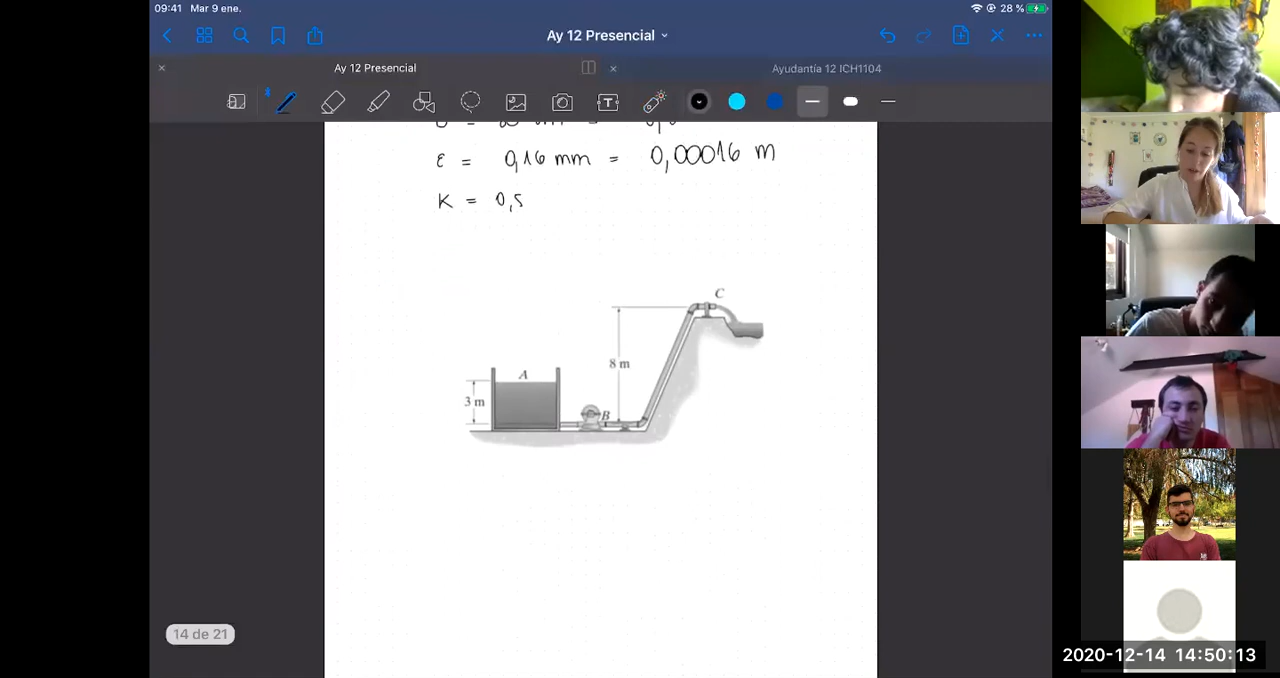 09:41 Mar 9 ene.
28 %
Ay 12 Presencial
Ay 12 Presencial
Ayudantía 12 ICH1104
ε = 0,16 mm = 0,00016 m
K = 0,5
C
8 m
A
3 m
B
14 de 21
2020-12-14 14:50:13